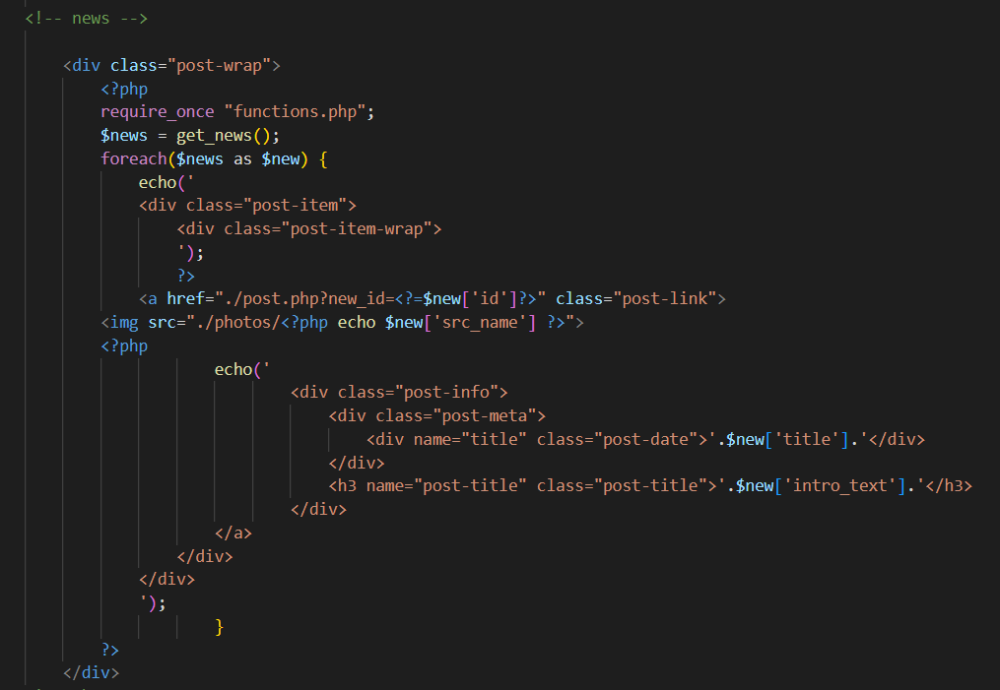 <!-- news -->
<div class="post-wrap">
<?php
require_once "functions.php";
$news = get_news();
foreach($news as $new) {
echo('
<div class="post-item">
<div class="post-item-wrap">
');
?>
<a href="./post.php?new_id=<?=$new['id']?>" class="post-link">
<img src="./photos/<?php echo $new['src_name'] ?>">
<?php
echo('
<div class="post-info">
<div class="post-meta">
<div name="title" class="post-date">'.$new['title'].'</div>
</div>
<h3 name="post-title" class="post-title">'.$new['intro_text'].'</h3>
</div>
</a>
</div>
</div>
');
}
?>
</div>